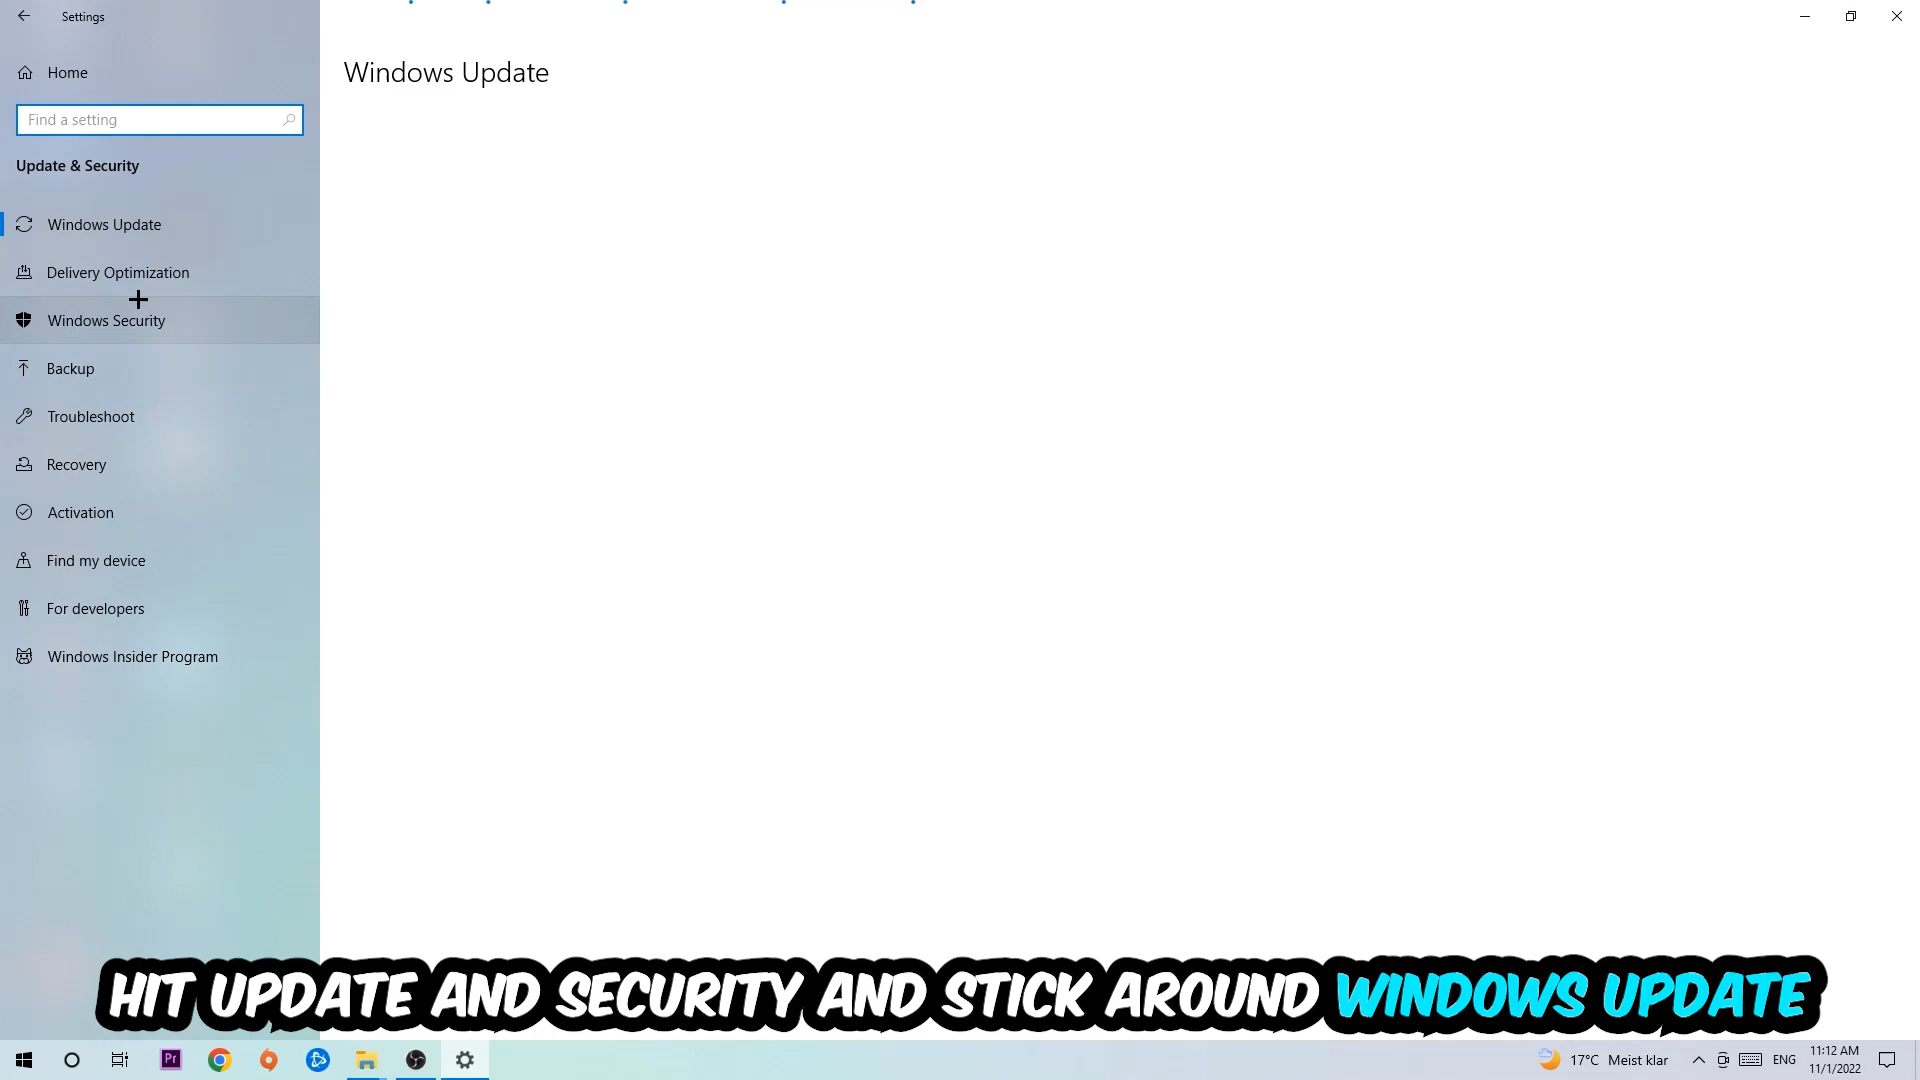 Settings
Home
Find a setting
Update & Security
Windows Update
Delivery Optimization
Windows Security
Backup
Troubleshoot
Recovery
Activation
Find my device
For developers
Windows Insider Program
Windows Update
HIT UPDATE AND SECURITY AND STICK AROUND WINDOWS UPDATE
Pr
17°C Meist klar
ENG
11:12 AM
11/1/2022